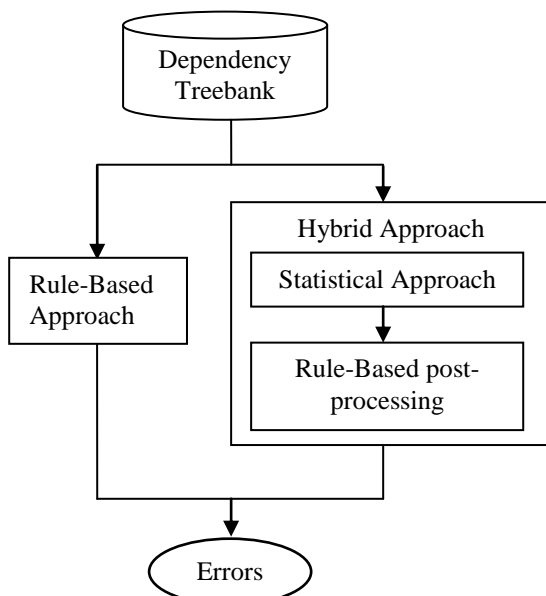 Dependency
Treebank
Hybrid Approach
Rule-Based
Approach
Statistical Approach
Rule-Based post-
processing
Errors